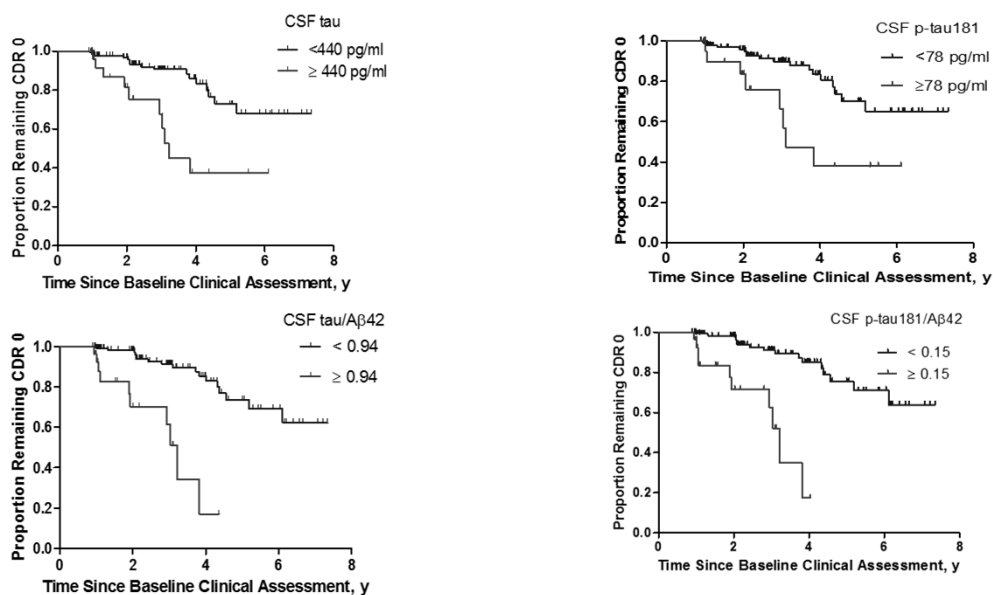 CSF tau
<440 pg/ml
≥ 440 pg/ml
Proportion Remaining CDR 0
1.0
0.8
0.6
0.4
0.2
0.0
0 2 4 6 8
Time Since Baseline Clinical Assessment, y
CSF p-tau181
<78 pg/ml
≥78 pg/ml
Proportion Remaining CDR 0
1.0
0.8
0.6
0.4
0.2
0.0
0 2 4 6 8
Time Since Baseline Clinical Assessment, y
CSF tau/Aβ42
< 0.94
≥ 0.94
Proportion Remaining CDR 0
1.0
0.8
0.6
0.4
0.2
0.0
0 2 4 6 8
Time Since Baseline Clinical Assessment, y
CSF p-tau181/Aβ42
< 0.15
≥ 0.15
Proportion Remaining CDR 0
1.0
0.8
0.6
0.4
0.2
0.0
0 2 4 6 8
Time Since Baseline Clinical Assessment, y